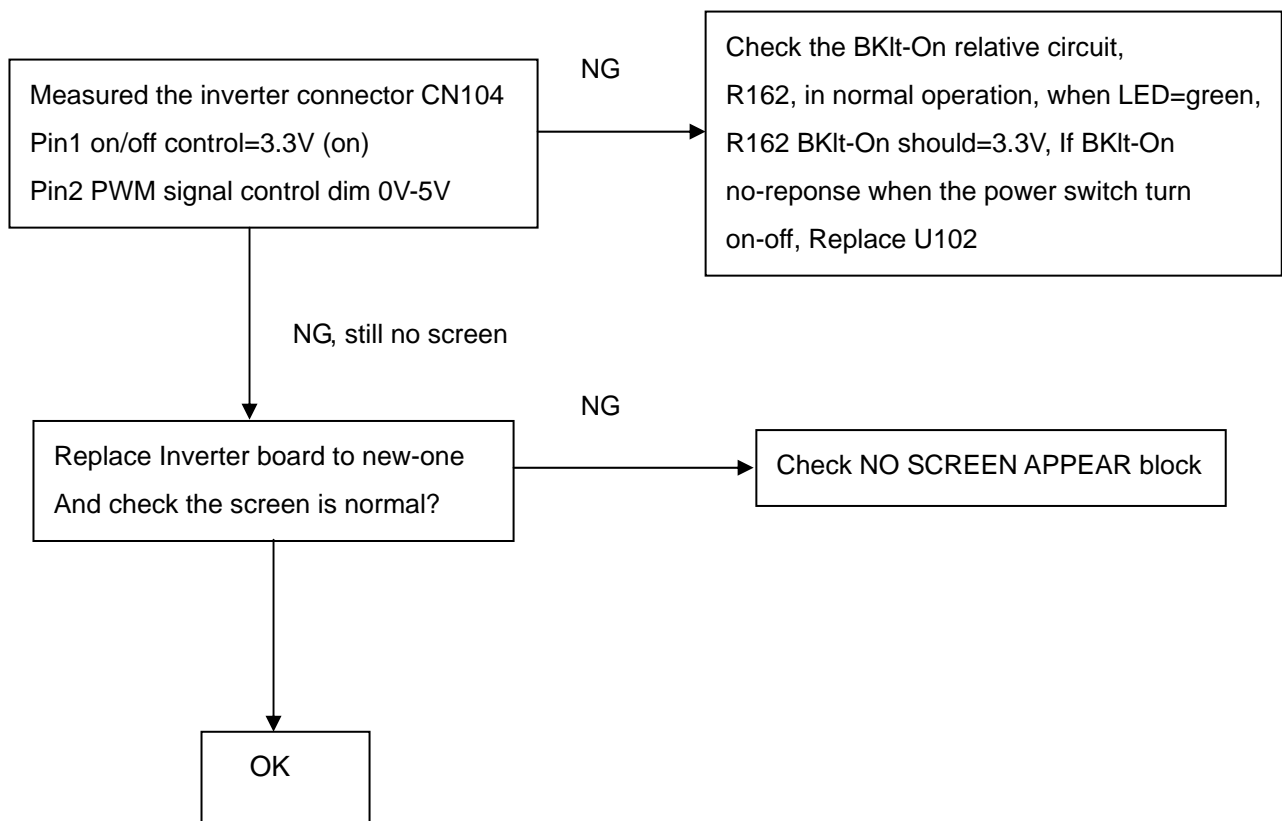 Measured the inverter connector CN104
Pin1 on/off control=3.3V (on)
Pin2 PWM signal control dim 0V-5V
NG
Check the BKlt-On relative circuit,
R162, in normal operation, when LED=green,
R162 BKlt-On should=3.3V, If BKlt-On
no-reponse when the power switch turn
on-off, Replace U102
NG, still no screen
Replace Inverter board to new-one
And check the screen is normal?
NG
Check NO SCREEN APPEAR block
OK